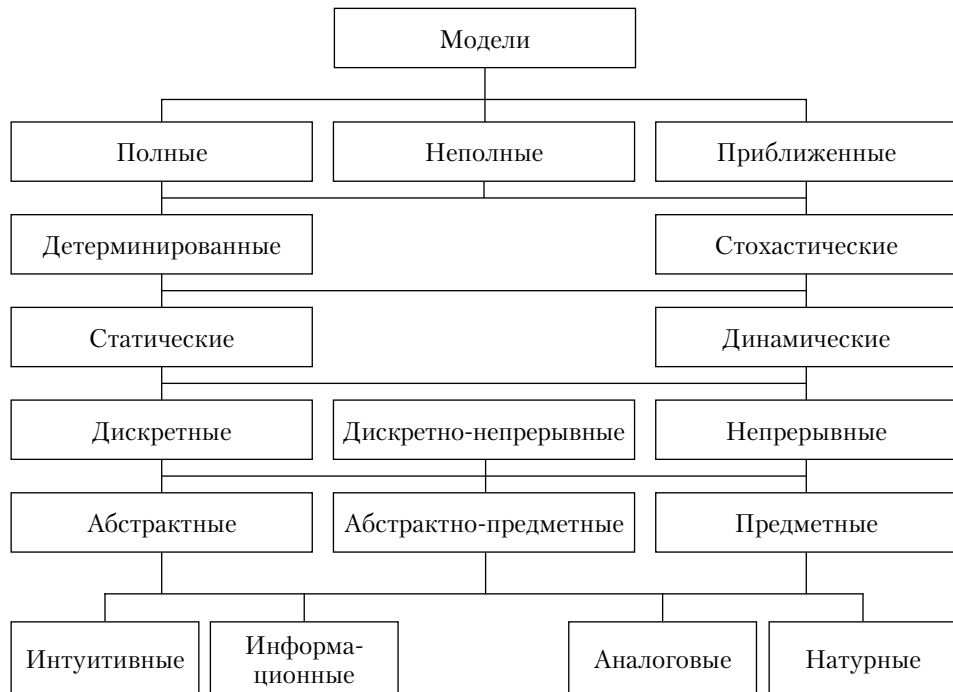 Модели
Полные
Неполные
Приближенные
Детерминированные
Стохастические
Статические
Динамические
Дискретные
Дискретно-непрерывные
Непрерывные
Абстрактные
Абстрактно-предметные
Предметные
Интуитивные
Информа-
ционные
Аналоговые
Натурные